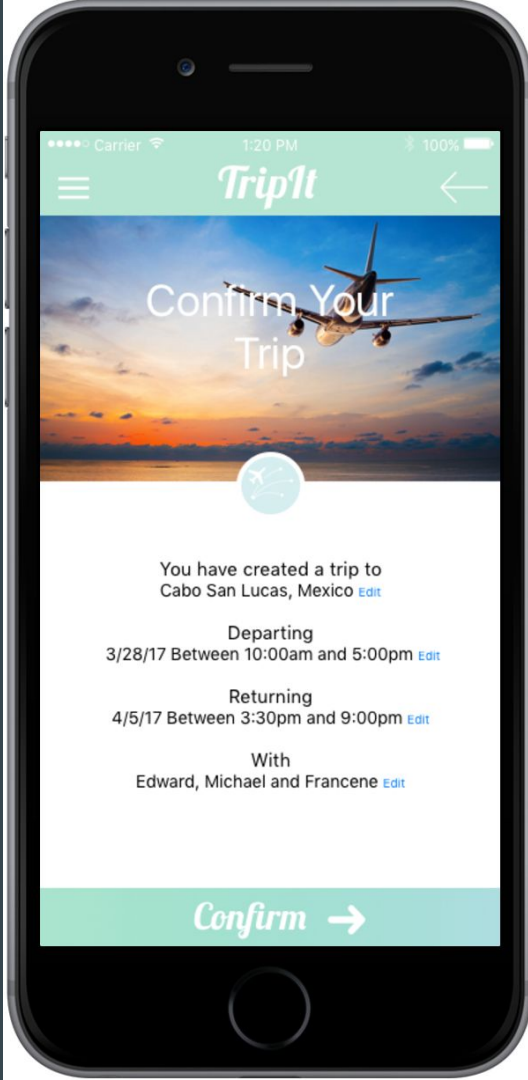 Carrier 1:20 PM 100%
TripIt
Confirm Your
Trip
You have created a trip to
Cabo San Lucas, Mexico Edit
Departing
3/28/17 Between 10:00am and 5:00pm Edit
Returning
4/5/17 Between 3:30pm and 9:00pm Edit
With
Edward, Michael and Francene Edit
Confirm →